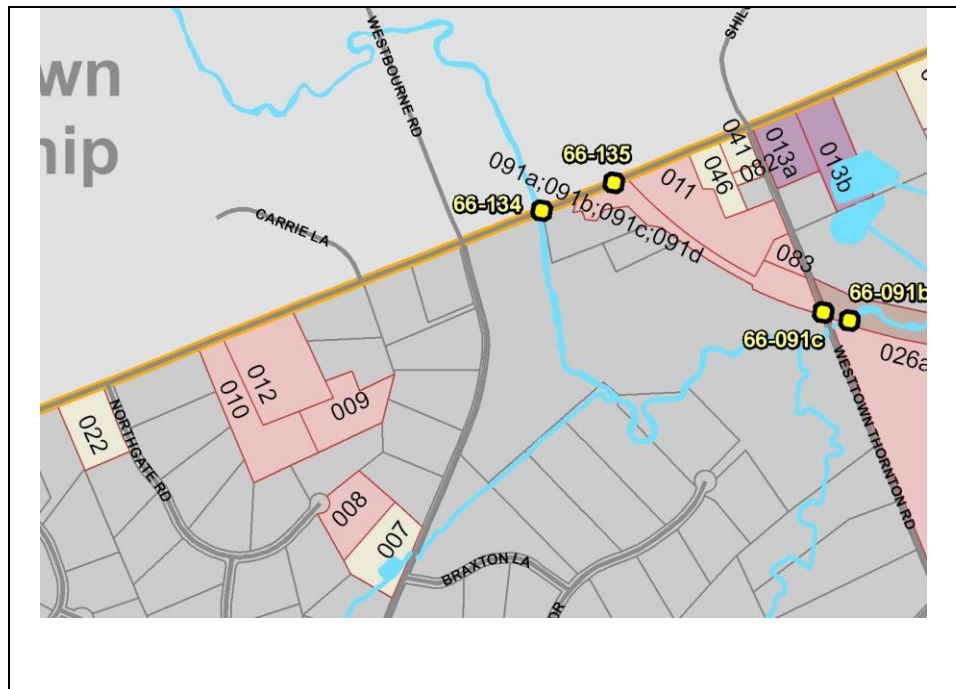 wn
hip
WESTBOURNE RD
SHIL
66-135
091a;091b;091c;091d
66-134
011
046
041
082
013a
013b
CARRIE LA
083
66-091b
66-091c
026a
WESTTOWN THORNTON RD
022
NORTHGATE RD
010
012
009
008
007
BRAXTON LA
OR